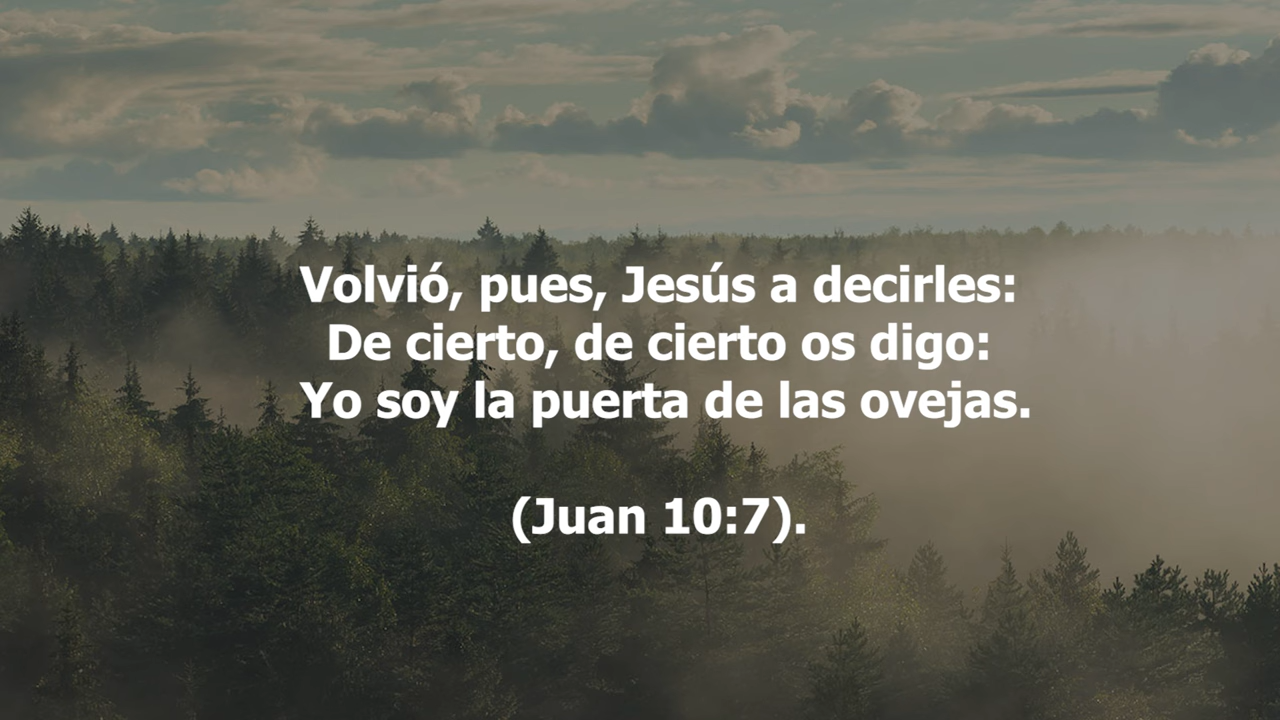 Volvió, pues, Jesús a decirles:
De cierto, de cierto os digo:
Yo soy la puerta de las ovejas.
(Juan 10:7).